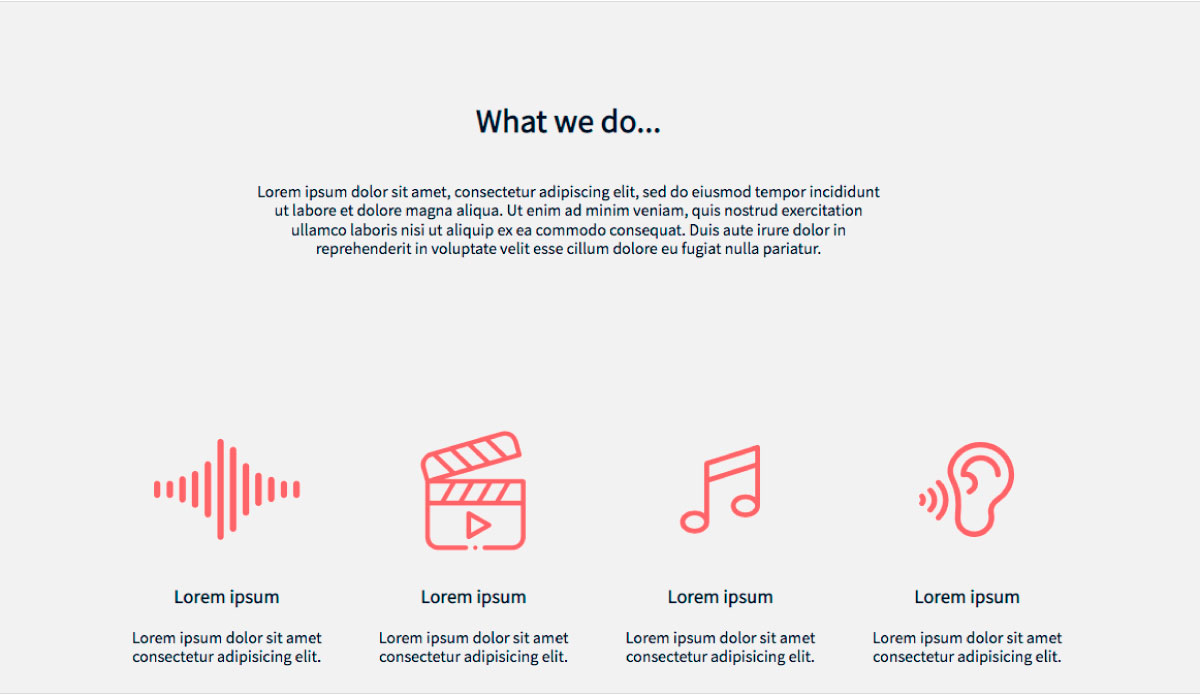 What we do...
Lorem ipsum dolor sit amet, consectetur adipiscing elit, sed do eiusmod tempor incididunt
ut labore et dolore magna aliqua. Ut enim ad minim veniam, quis nostrud exercitation
ullamco laboris nisi ut aliquip ex ea commodo consequat. Duis aute irure dolor in
reprehenderit in voluptate velit esse cillum dolore eu fugiat nulla pariatur.
Lorem ipsum
Lorem ipsum dolor sit amet
consectetur adipisicing elit.
Lorem ipsum
Lorem ipsum dolor sit amet
consectetur adipisicing elit.
Lorem ipsum
Lorem ipsum dolor sit amet
consectetur adipisicing elit.
Lorem ipsum
Lorem ipsum dolor sit amet
consectetur adipisicing elit.